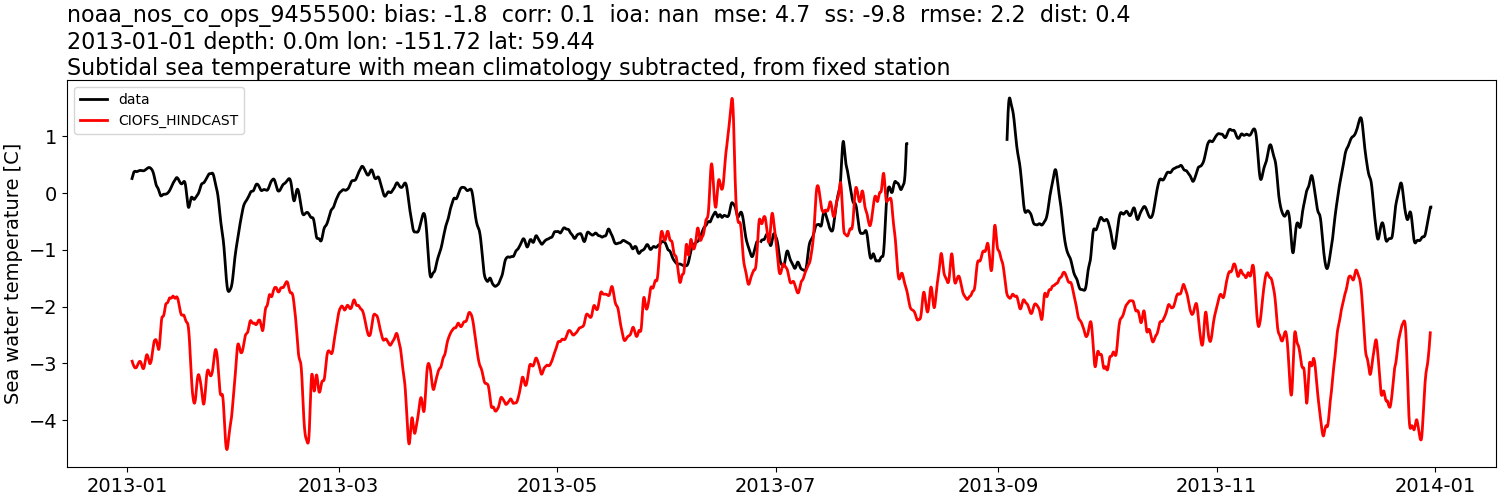 noaa_nos_co_ops_9455500: bias: -1.8  corr: 0.1  ioa: nan  mse: 4.7  ss: -9.8  rmse: 2.2  dist: 0.4
2013-01-01 depth: 0.0m lon: -151.72 lat: 59.44
Subtidal sea temperature with mean climatology subtracted, from fixed station
data
CIOFS_HINDCAST
Sea water temperature [C]
1
0
−1
−2
−3
−4
2013-01
2013-03
2013-05
2013-07
2013-09
2013-11
2014-01